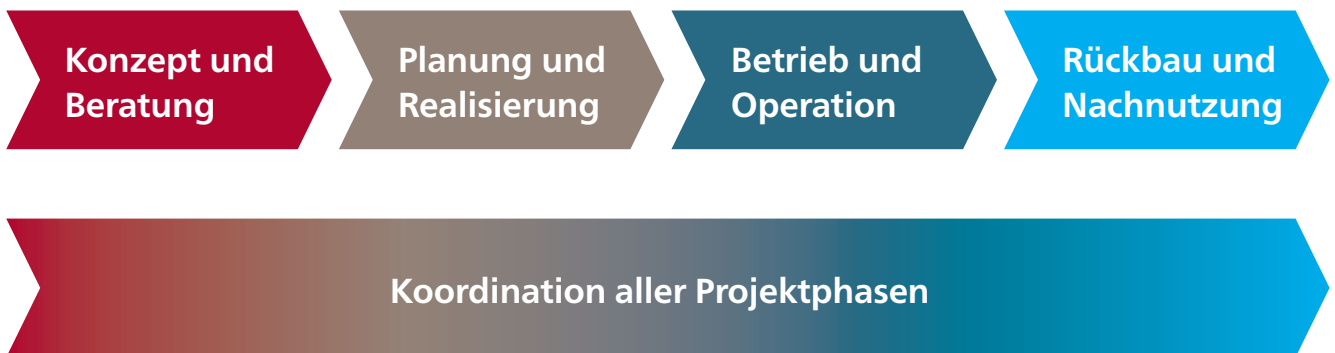 Konzept und
Beratung
Planung und
Realisierung
Betrieb und
Operation
Rückbau und
Nachnutzung
Koordination aller Projektphasen